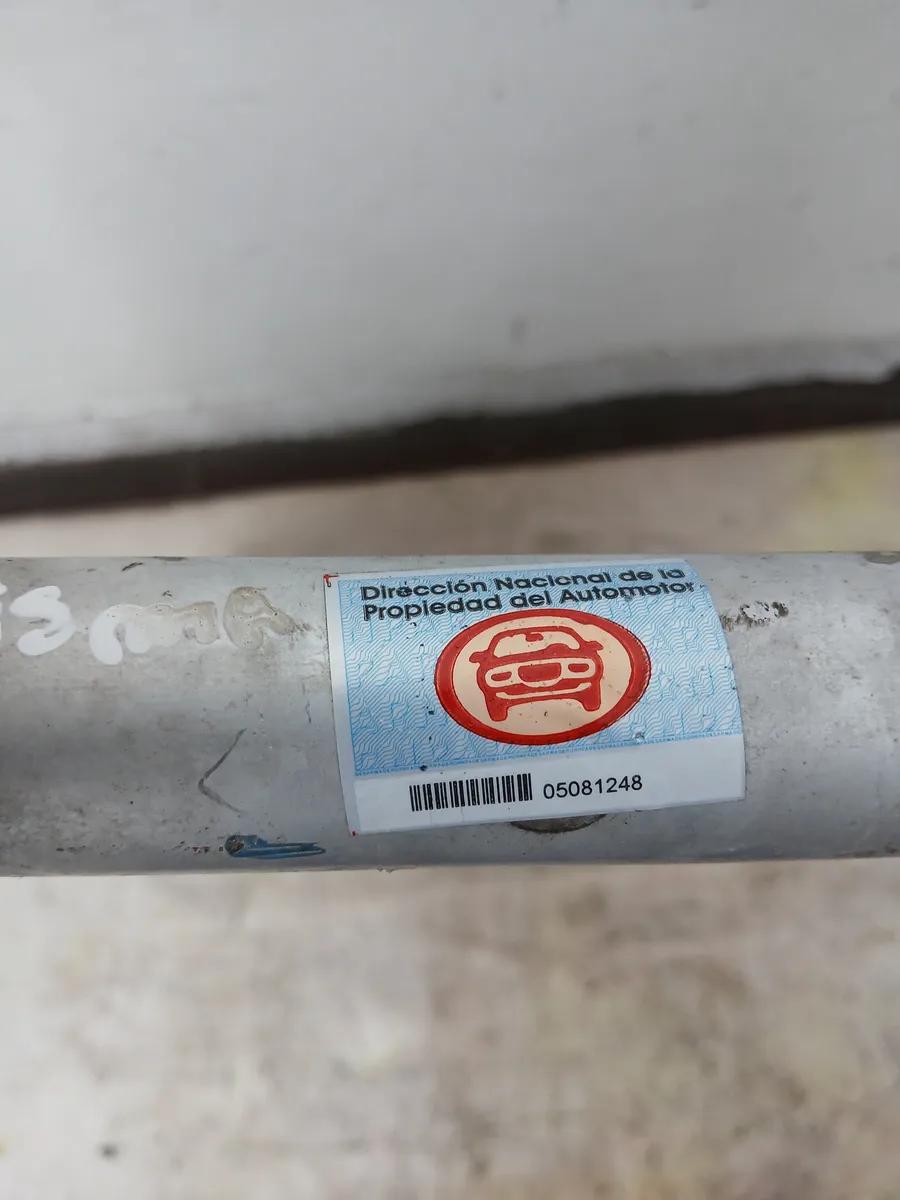 Dirección Nacional de la
Propiedad del Automotor
05081248